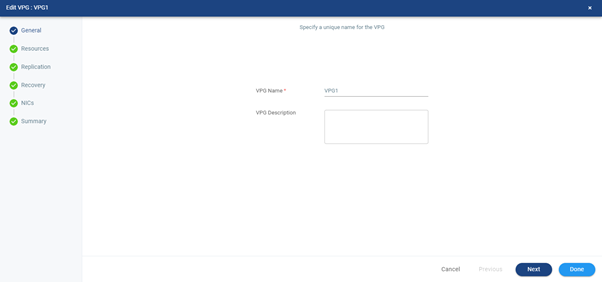 Edit VPG : VPG1
×
General
Resources
Replication
Recovery
NICs
Summary
Specify a unique name for the VPG
VPG Name *
VPG1
VPG Description
Cancel
Previous
Next
Done